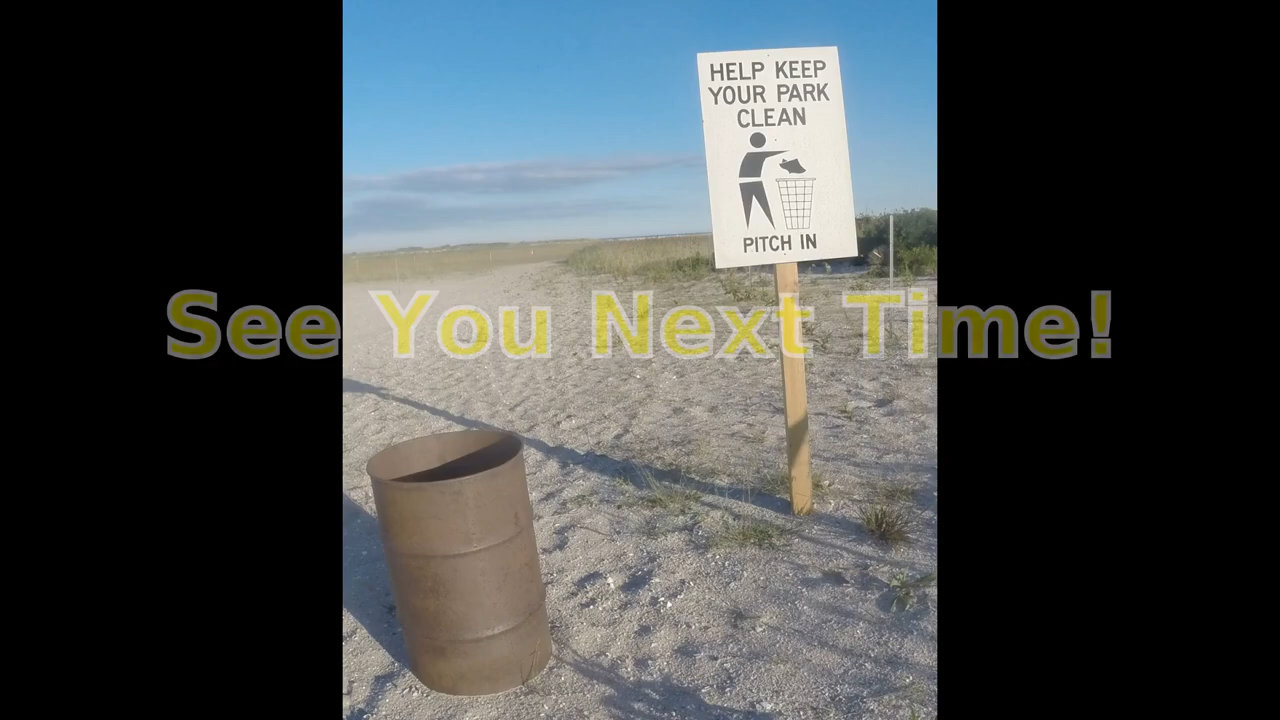 HELP KEEP
YOUR PARK
CLEAN
PITCH IN
See You Next Time!